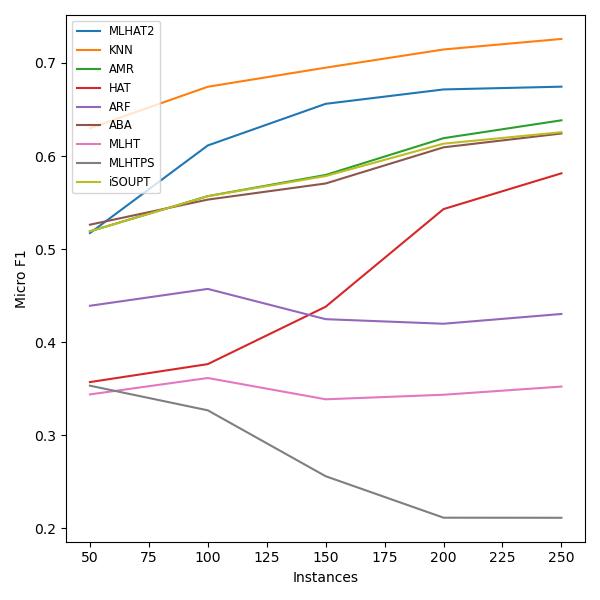 MLHAT2
KNN
AMR
HAT
ARF
ABA
MLHT
MLHTPS
iSOUPT
0.7
0.6
0.5
0.4
0.3
0.2
Micro F1
50 75 100 125 150 175 200 225 250
Instances